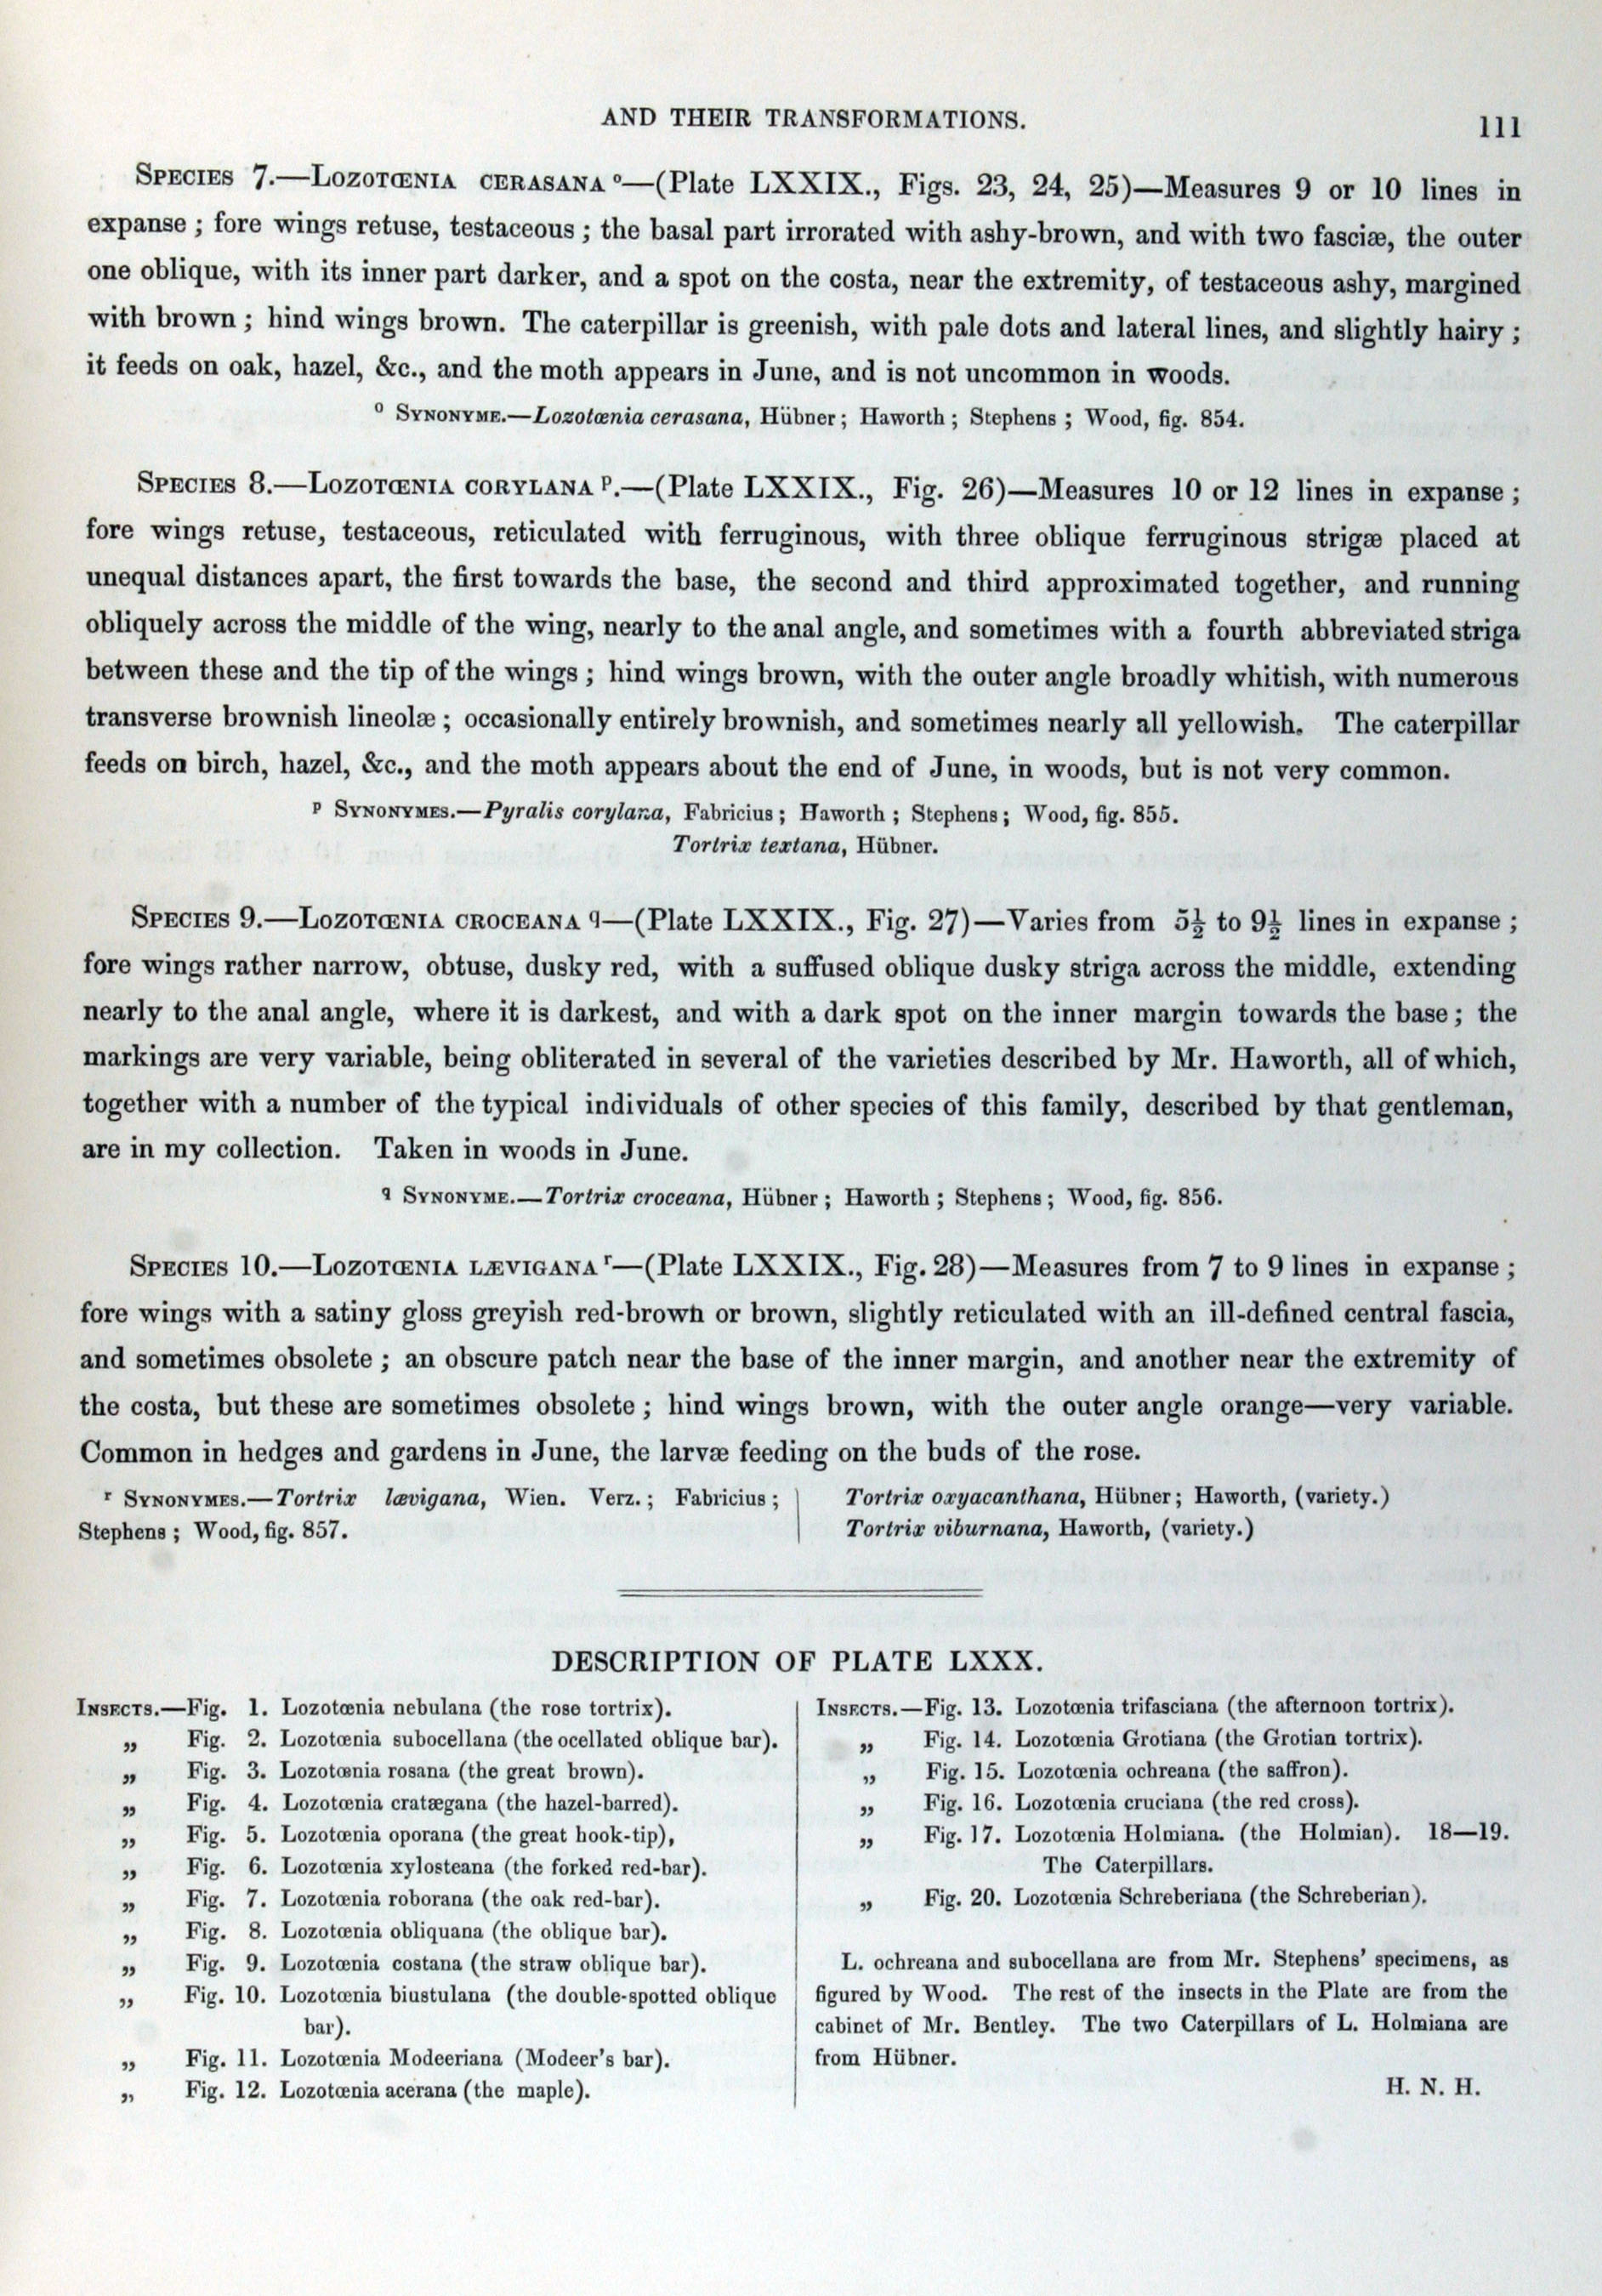 AND THEIR TRANSFORMATIONS.
111
Species 7.—Lozotœnia cerasana º—(Plate LXXIX., Figs. 23, 24, 25)—Measures 9 or 10 lines in
expanse ; fore wings retuse, testaceous ; the basal part irrorated with ashy-brown, and with two fasciæ, the outer
one oblique, with its inner part darker, and a spot on the costa, near the extremity, of testaceous ashy, margined
with brown ; hind wings brown. The caterpillar is greenish, with pale dots and lateral lines, and slightly hairy ;
it feeds on oak, hazel, &c., and the moth appears in June, and is not uncommon in woods.
º Synonyme.—Lozotœnia cerasana, Hübner ; Haworth ; Stephens ; Wood, fig. 854.
Species 8.—Lozotœnia corylana ᵖ.—(Plate LXXIX., Fig. 26)—Measures 10 or 12 lines in expanse ;
fore wings retuse, testaceous, reticulated with ferruginous, with three oblique ferruginous strigæ placed at
unequal distances apart, the first towards the base, the second and third approximated together, and running
obliquely across the middle of the wing, nearly to the anal angle, and sometimes with a fourth abbreviated striga
between these and the tip of the wings ; hind wings brown, with the outer angle broadly whitish, with numerous
transverse brownish lineolæ ; occasionally entirely brownish, and sometimes nearly all yellowish. The caterpillar
feeds on birch, hazel, &c., and the moth appears about the end of June, in woods, but is not very common.
ᵖ Synonymes.—Pyralis corylana, Fabricius ; Haworth ; Stephens ; Wood, fig. 855.
Tortrix textana, Hübner.
Species 9.—Lozotœnia croceana q—(Plate LXXIX., Fig. 27)—Varies from 5½ to 9½ lines in expanse ;
fore wings rather narrow, obtuse, dusky red, with a suffused oblique dusky striga across the middle, extending
nearly to the anal angle, where it is darkest, and with a dark spot on the inner margin towards the base ; the
markings are very variable, being obliterated in several of the varieties described by Mr. Haworth, all of which,
together with a number of the typical individuals of other species of this family, described by that gentleman,
are in my collection. Taken in woods in June.
q Synonyme.—Tortrix croceana, Hübner ; Haworth ; Stephens ; Wood, fig. 856.
Species 10.—Lozotœnia lævigana ʳ—(Plate LXXIX., Fig. 28)—Measures from 7 to 9 lines in expanse ;
fore wings with a satiny gloss greyish red-brown or brown, slightly reticulated with an ill-defined central fascia,
and sometimes obsolete ; an obscure patch near the base of the inner margin, and another near the extremity of
the costa, but these are sometimes obsolete ; hind wings brown, with the outer angle orange—very variable.
Common in hedges and gardens in June, the larvæ feeding on the buds of the rose.
ʳ Synonymes.—Tortrix lævigana, Wien. Verz. ; Fabricius ;
Stephens ; Wood, fig. 857.
Tortrix oxyacanthana, Hübner ; Haworth, (variety.)
Tortrix viburnana, Haworth, (variety.)
DESCRIPTION OF PLATE LXXX.
Insects.—Fig. 1. Lozotœnia nebulana (the rose tortrix).
„ Fig. 2. Lozotœnia subocellana (the ocellated oblique bar).
„ Fig. 3. Lozotœnia rosana (the great brown).
„ Fig. 4. Lozotœnia cratægana (the hazel-barred).
„ Fig. 5. Lozotœnia oporana (the great hook-tip),
„ Fig. 6. Lozotœnia xylosteana (the forked red-bar).
„ Fig. 7. Lozotœnia roborana (the oak red-bar).
„ Fig. 8. Lozotœnia obliquana (the oblique bar).
„ Fig. 9. Lozotœnia costana (the straw oblique bar).
„ Fig. 10. Lozotœnia biustulana (the double-spotted oblique
bar).
„ Fig. 11. Lozotœnia Modeeriana (Modeer's bar).
„ Fig. 12. Lozotœnia acerana (the maple).
Insects.—Fig. 13. Lozotœnia trifasciana (the afternoon tortrix).
„ Fig. 14. Lozotœnia Grotiana (the Grotian tortrix).
„ Fig. 15. Lozotœnia ochreana (the saffron).
„ Fig. 16. Lozotœnia cruciana (the red cross).
„ Fig. 17. Lozotœnia Holmiana. (the Holmian). 18—19.
The Caterpillars.
„ Fig. 20. Lozotœnia Schreberiana (the Schreberian).
L. ochreana and subocellana are from Mr. Stephens' specimens, as
figured by Wood. The rest of the insects in the Plate are from the
cabinet of Mr. Bentley. The two Caterpillars of L. Holmiana are
from Hübner.
H. N. H.